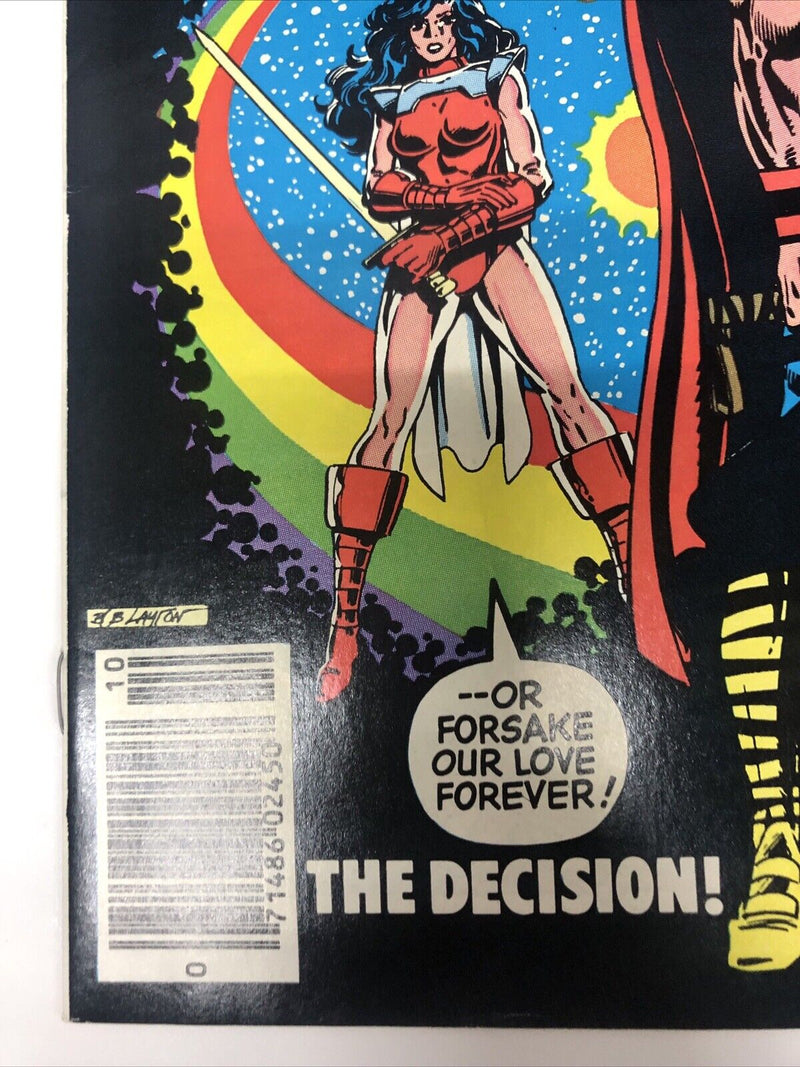 B LAYTON
10
71486 02450
0
--OR
FORSAKE
OUR LOVE
FOREVER!
THE DECISION!